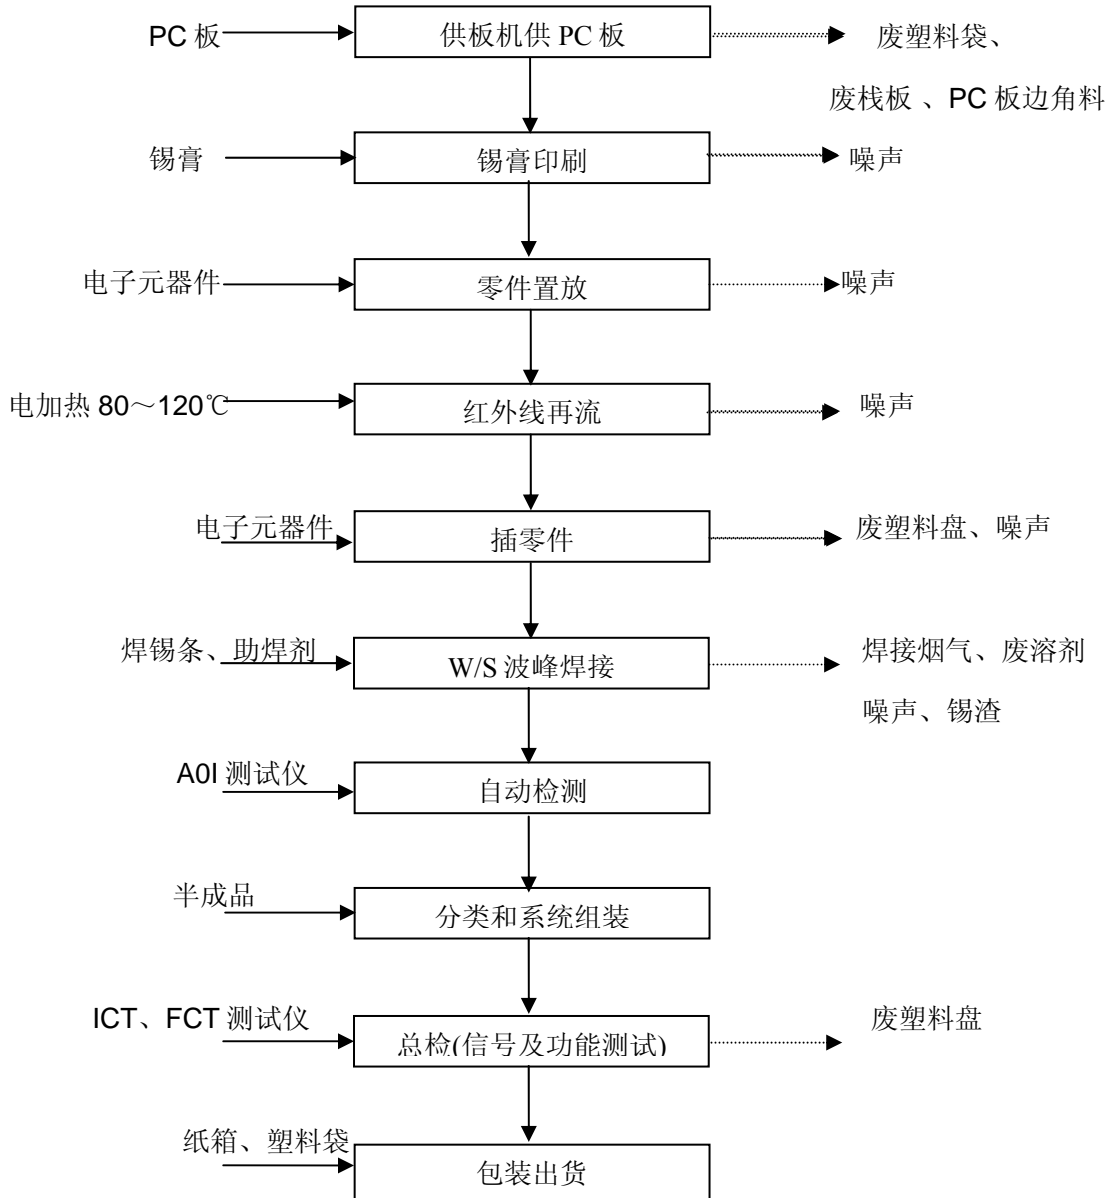 PC 板
供板机供 PC 板
废塑料袋、
废栈板 、PC 板边角料
锡膏
锡膏印刷
噪声
电子元器件
零件置放
噪声
电加热 80～120℃
红外线再流
噪声
电子元器件
插零件
废塑料盘、噪声
焊锡条、助焊剂
W/S 波峰焊接
焊接烟气、废溶剂
噪声、锡渣
A0I 测试仪
自动检测
半成品
分类和系统组装
ICT、FCT 测试仪
总检(信号及功能测试)
废塑料盘
纸箱、塑料袋
包装出货